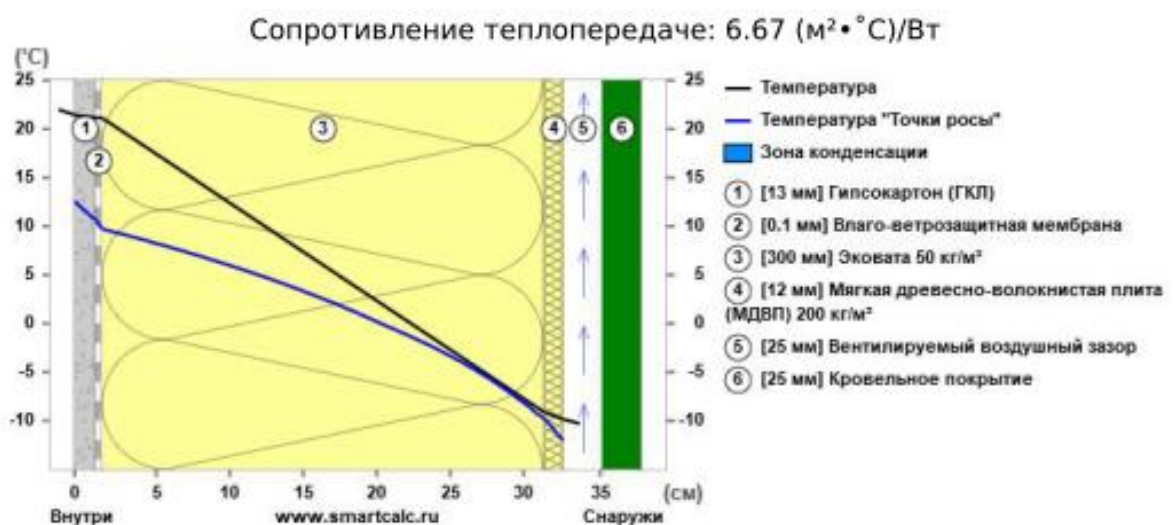 Сопротивление теплопередаче: 6.67 (м²•˚С)/Вт
(˚С)
25 25
20 20
15 15
10 10
5 5
0 0
-5 -5
-10 -10
1 2 3 4 5 6
0 5 10 15 20 25 30 35 (см)
Внутри www.smartcalc.ru Снаружи
Температура
Температура "Точки росы"
Зона конденсации
1 [13 мм] Гипсокартон (ГКЛ)
2 [0.1 мм] Влаго-ветрозащитная мембрана
3 [300 мм] Эковата 50 кг/м³
4 [12 мм] Мягкая древесно-волокнистая плита
(МДВП) 200 кг/м³
5 [25 мм] Вентилируемый воздушный зазор
6 [25 мм] Кровельное покрытие